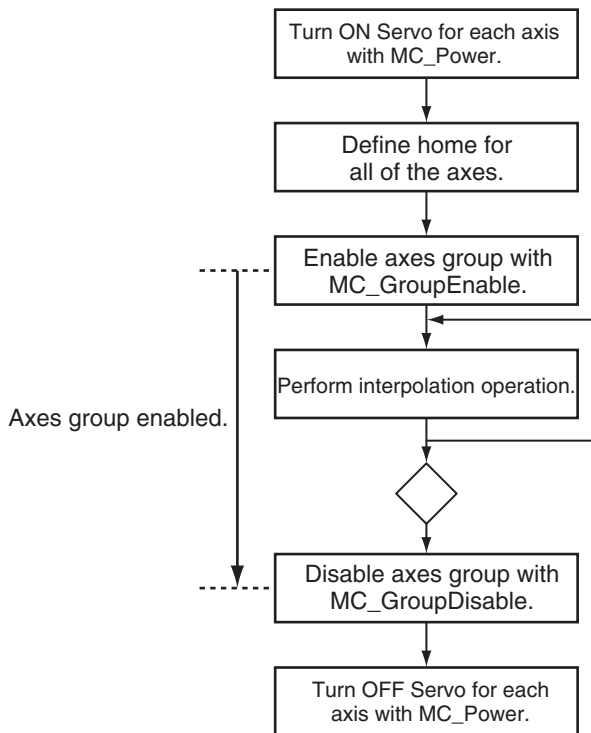 Turn ON Servo for each axis
with MC_Power.
Define home for
all of the axes.
Enable axes group with
MC_GroupEnable.
Perform interpolation operation.
Axes group enabled.
Disable axes group with
MC_GroupDisable.
Turn OFF Servo for each
axis with MC_Power.